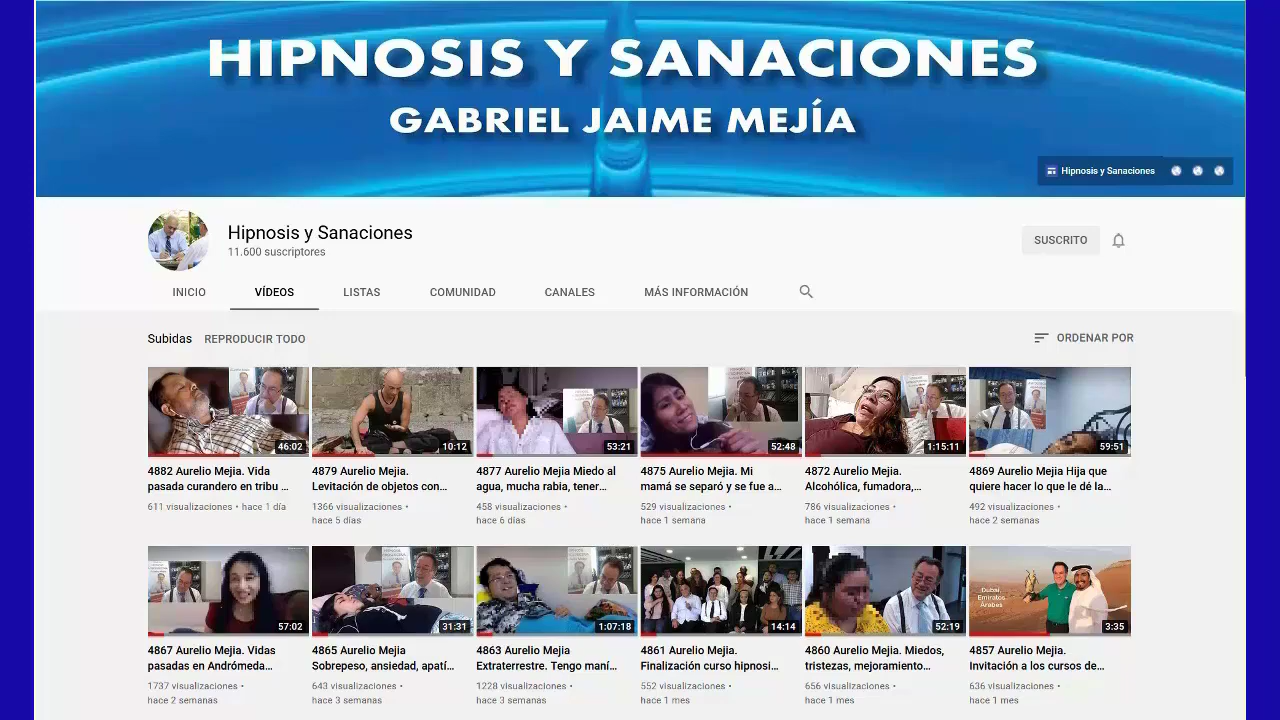 HIPNOSIS Y SANACIONES
GABRIEL JAIME MEJÍA
Hipnosis y Sanaciones
Hipnosis y Sanaciones
11.600 suscriptores
SUSCRITO
INICIO VÍDEOS LISTAS COMUNIDAD CANALES MÁS INFORMACIÓN
Subidas REPRODUCIR TODO ORDENAR POR
46:02 10:12 53:21 52:48 1:15:11 59:51
4882 Aurelio Mejia. Vida
pasada curandero en tribu ...
611 visualizaciones • hace 1 día
4879 Aurelio Mejia.
Levitación de objetos con...
1366 visualizaciones •
hace 5 días
4877 Aurelio Mejia Miedo al
agua, mucha rabia, tener...
458 visualizaciones •
hace 6 días
4875 Aurelio Mejia. Mi
mamá se separó y se fue a...
529 visualizaciones •
hace 1 semana
4872 Aurelio Mejia.
Alcohólica, fumadora,...
786 visualizaciones •
hace 1 semana
4869 Aurelio Mejia Hija que
quiere hacer lo que le dé la...
492 visualizaciones •
hace 2 semanas
Dubai,
Emiratos
Árabes
57:02 31:31 1:07:18 14:14 52:19 3:35
4867 Aurelio Mejia. Vidas
pasadas en Andrómeda...
1737 visualizaciones •
hace 2 semanas
4865 Aurelio Mejia
Sobrepeso, ansiedad, apatí...
643 visualizaciones •
hace 3 semanas
4863 Aurelio Mejia
Extraterrestre. Tengo maní...
1228 visualizaciones •
hace 3 semanas
4861 Aurelio Mejia.
Finalización curso hipnosi...
552 visualizaciones •
hace 1 mes
4860 Aurelio Mejia. Miedos,
tristezas, mejoramiento...
656 visualizaciones •
hace 1 mes
4857 Aurelio Mejia.
Invitación a los cursos de...
636 visualizaciones •
hace 1 mes